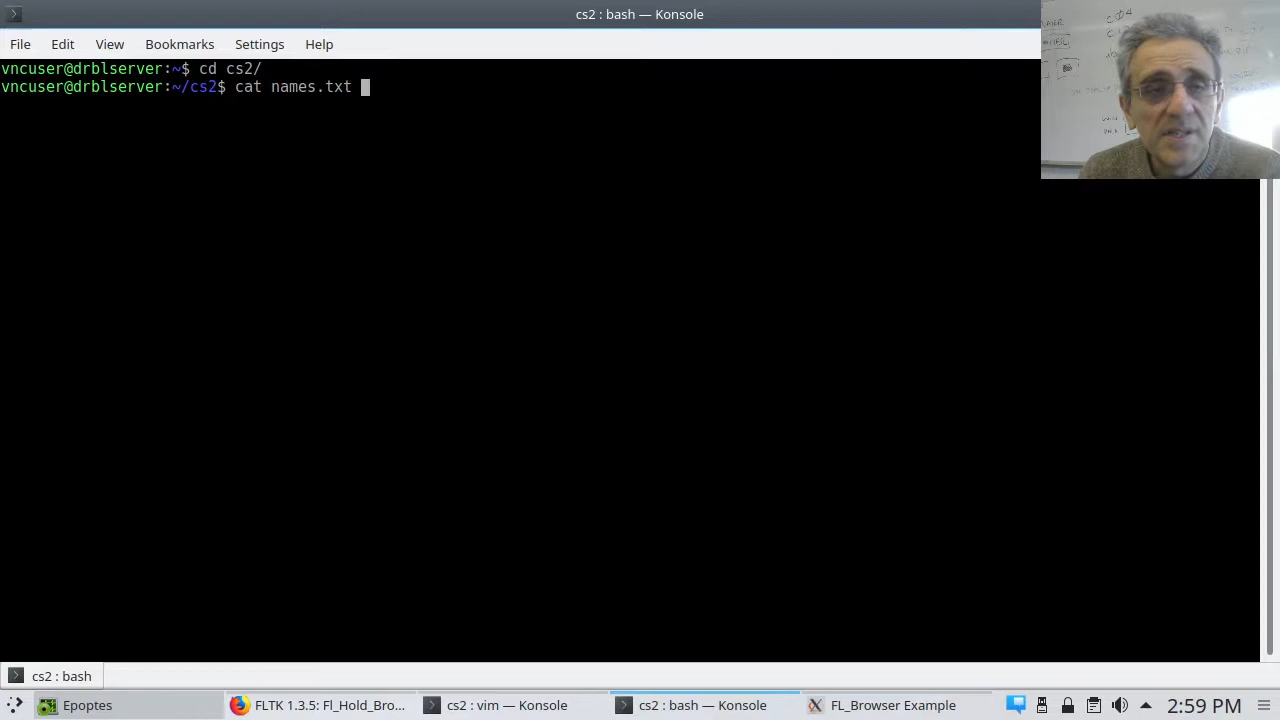 cs2 : bash — Konsole
File Edit View Bookmarks Settings Help
vncuser@drblserver:~$ cd cs2/
vncuser@drblserver:~/cs2$ cat names.txt
cs2 : bash
Epoptes
FLTK 1.3.5: Fl_Hold_Bro...
cs2 : vim — Konsole
cs2 : bash — Konsole
FL_Browser Example
2:59 PM